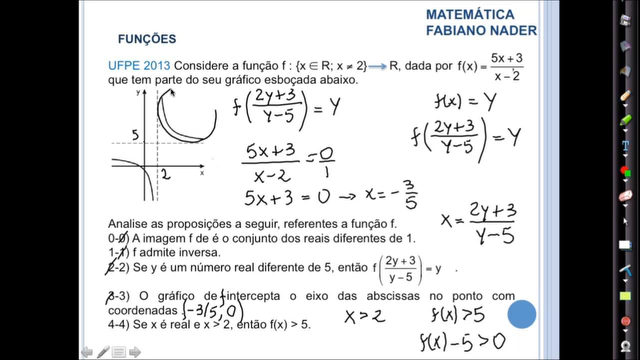 MATEMÁTICA
FABIANO NADER
FUNÇÕES
UFPE 2013 Considere a função f : {x ∈ R; x ≠ 2} → R, dada por f(x) = (5x + 3)/(x − 2)
que tem parte do seu gráfico esboçada abaixo.
y
5
2
x
f((2y+3)/(y-5)) = y
(5x+3)/(x-2) = 0/1
5x+3 = 0 → x = -3/5
f(x) = y
f((2y+3)/(y-5)) = y
x = (2y+3)/(y-5)
Analise as proposições a seguir, referentes a função f.
0-0) A imagem f de é o conjunto dos reais diferentes de 1.
1-1) f admite inversa.
2-2) Se y é um número real diferente de 5, então f((2y + 3)/(y − 5)) = y .
3-3) O gráfico de f intercepta o eixo das abscissas no ponto com
coordenadas (-3/5, 0)
4-4) Se x é real e x > 2, então f(x) > 5.
x > 2
f(x) > 5
f(x) - 5 > 0